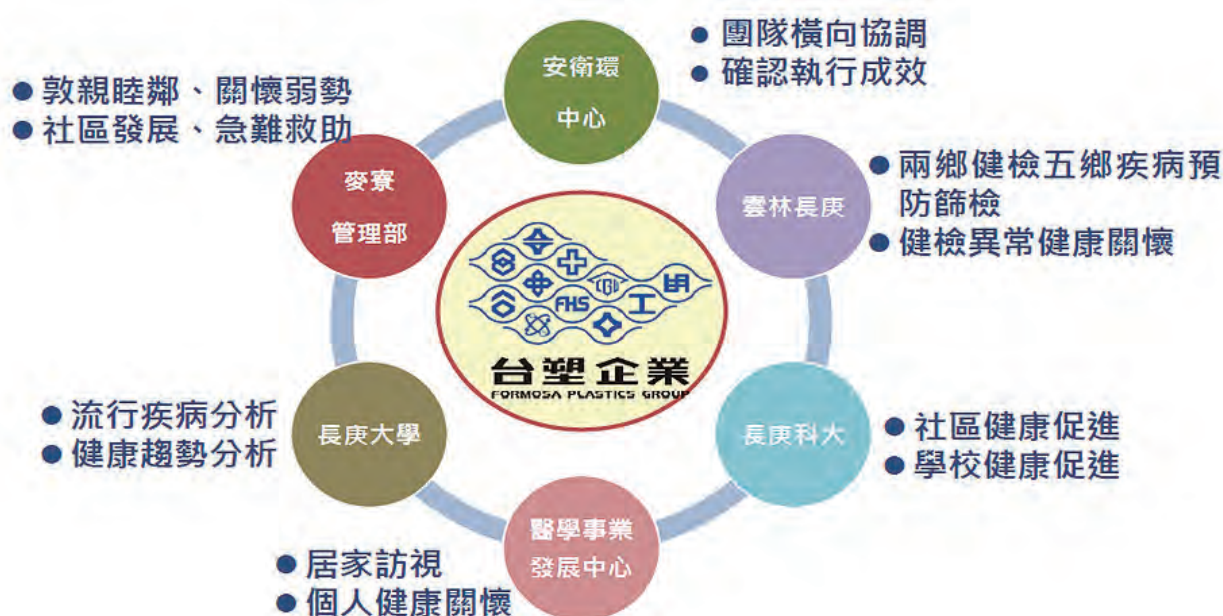 安衛環
中心
● 團隊橫向協調
● 確認執行成效
● 敦親睦鄰、關懷弱勢
● 社區發展、急難救助
麥寮
管理部
雲林長庚
● 兩鄉健檢五鄉疾病預
防篩檢
● 健檢異常健康關懷
CGU
明
FHS
工
台塑企業
FORMOSA PLASTICS GROUP
長庚大學
● 流行疾病分析
● 健康趨勢分析
長庚科大
● 社區健康促進
● 學校健康促進
醫學事業
發展中心
● 居家訪視
● 個人健康關懷